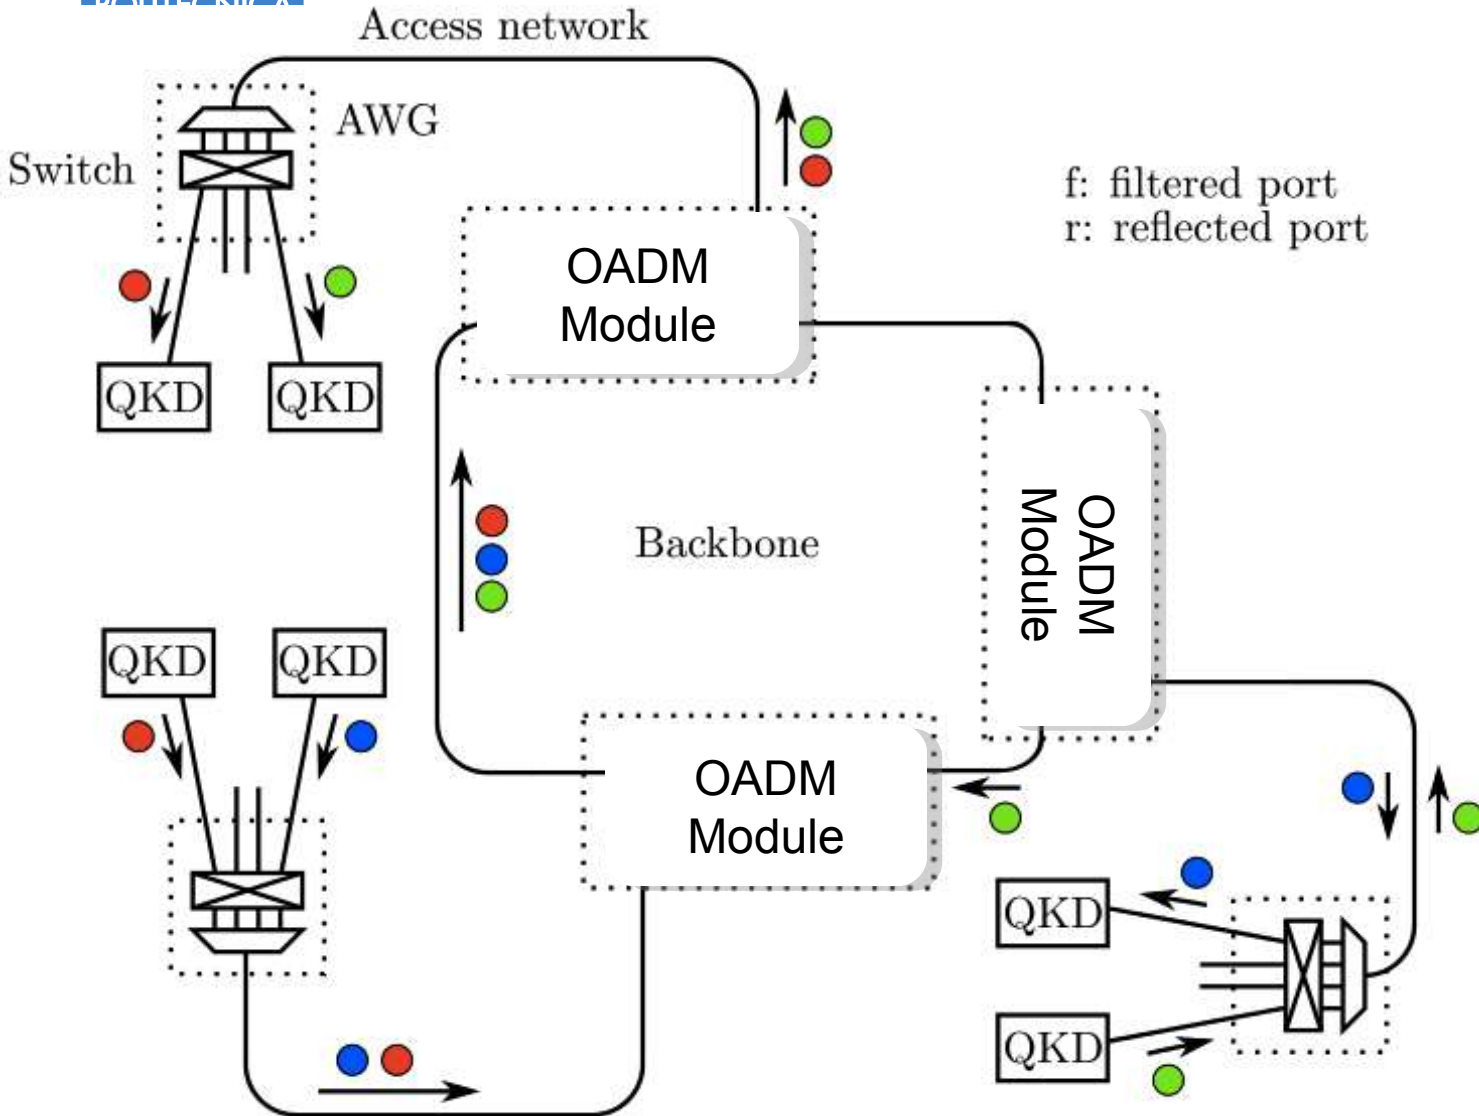 Access network
AWG
Switch
f: filtered port
r: reflected port
OADM
Module
QKD
QKD
OADM
Module
Backbone
QKD
QKD
OADM
Module
QKD
QKD